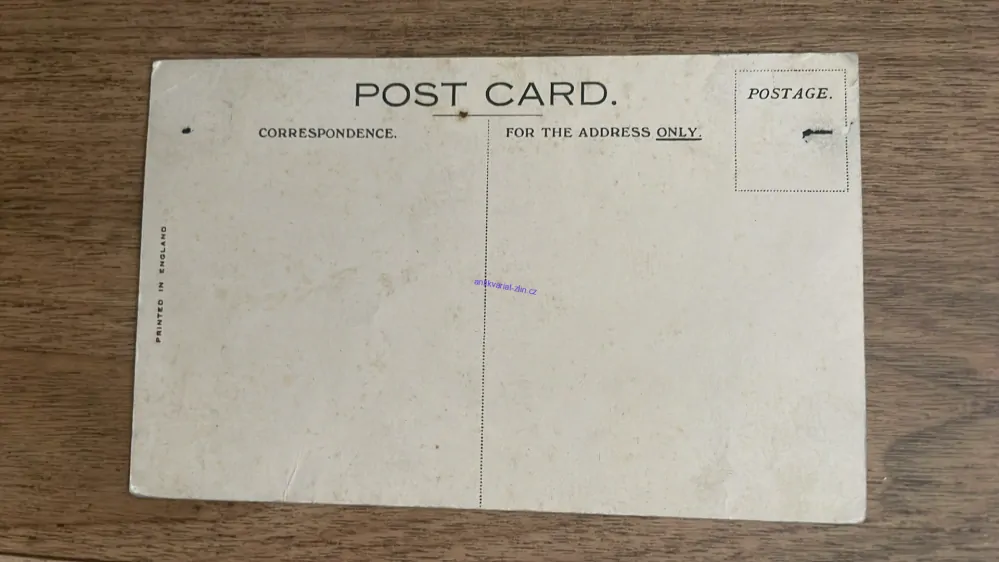 POST CARD.
POSTAGE.
CORRESPONDENCE.
FOR THE ADDRESS ONLY.
PRINTED IN ENGLAND
antikvariat-zlin.cz